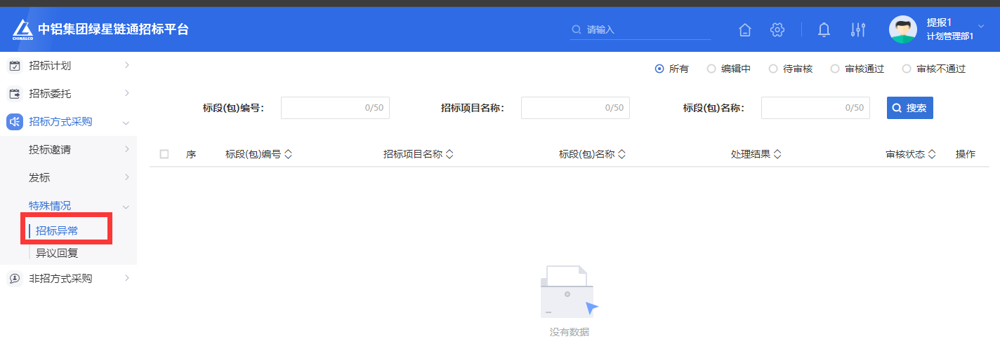 CHINALCO 中铝集团绿星链通招标平台 请输入 提报1
计划管理部1
招标计划
招标委托
招标方式采购
投标邀请
发标
特殊情况
招标异常
异议回复
非招方式采购
所有 编辑中 待审核 审核通过 审核不通过
标段(包)编号： 0/50 招标项目名称： 0/50 标段(包)名称： 0/50 搜索
序 标段(包)编号 招标项目名称 标段(包)名称 处理结果 审核状态 操作
没有数据